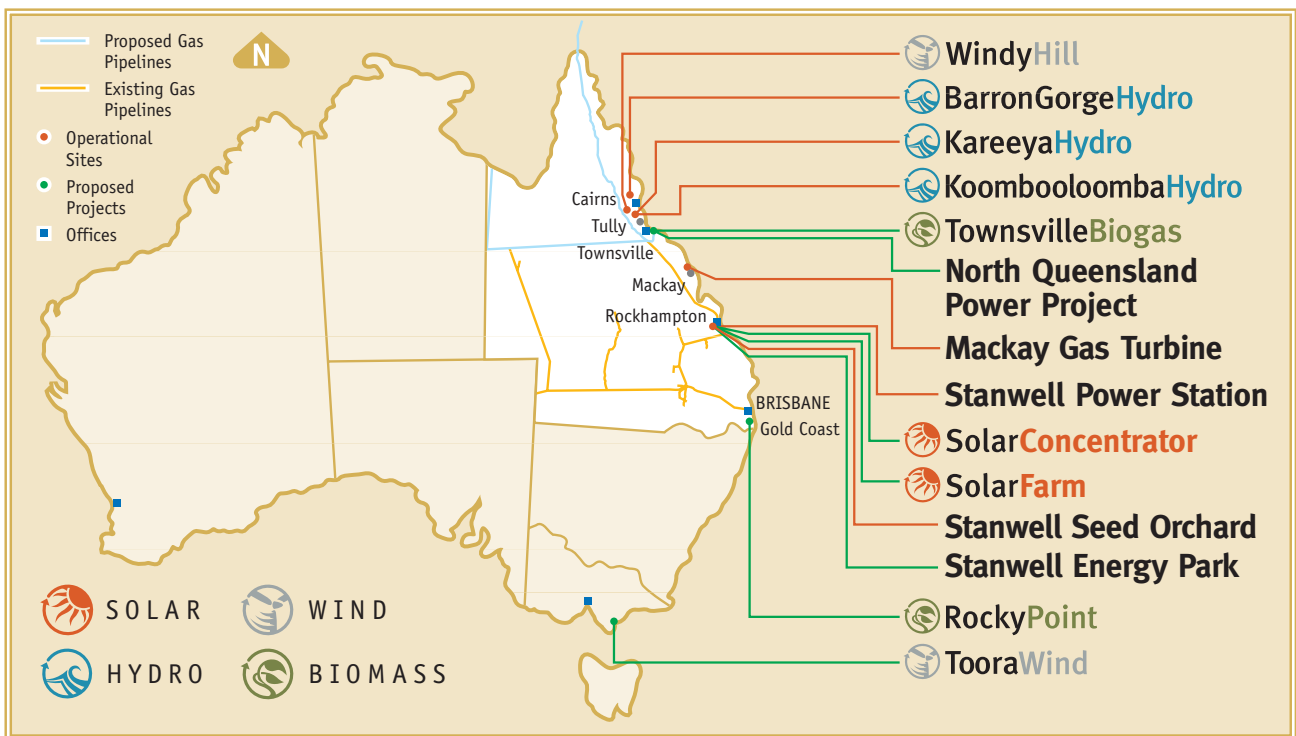 Proposed Gas
Pipelines
N
Existing Gas
Pipelines
Operational
Sites
Proposed
Projects
Offices
Cairns
Tully
Townsville
Mackay
Rockhampton
BRISBANE
Gold Coast
WindyHill
BarronGorgeHydro
KareeyaHydro
KoombooloombaHydro
TownsvilleBiogas
North Queensland
Power Project
Mackay Gas Turbine
Stanwell Power Station
SolarConcentrator
SolarFarm
Stanwell Seed Orchard
Stanwell Energy Park
RockyPoint
TooraWind
SOLAR
WIND
HYDRO
BIOMASS